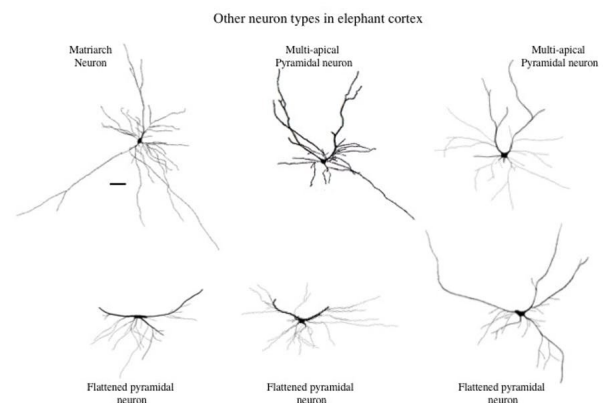 Other neuron types in elephant cortex
Matriarch
Neuron
Multi-apical
Pyramidal neuron
Multi-apical
Pyramidal neuron
Flattened pyramidal
neuron
Flattened pyramidal
neuron
Flattened pyramidal
neuron